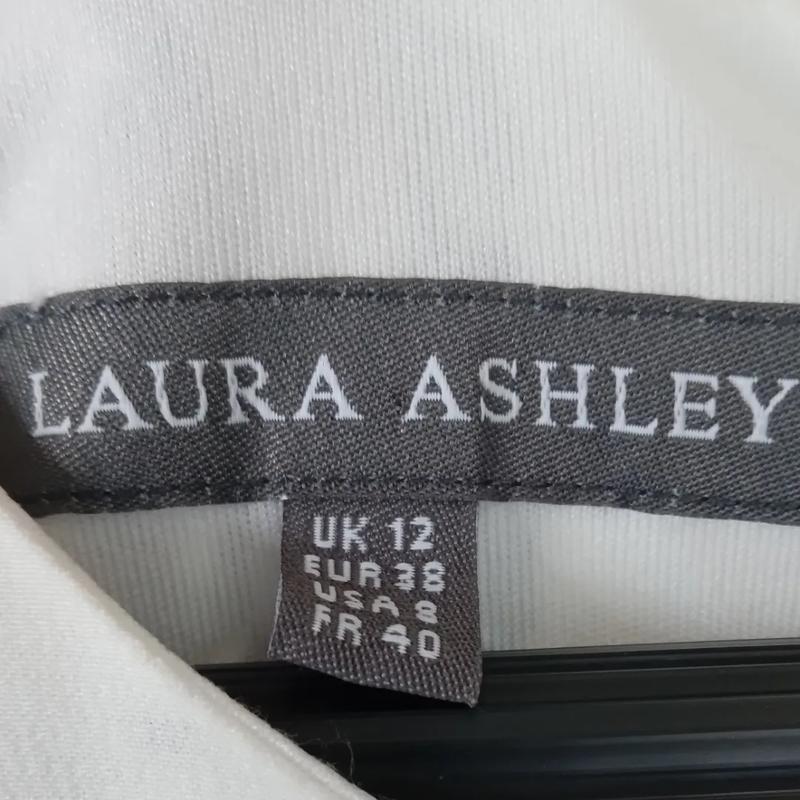 LAURA ASHLEY
UK 12
EUR 38
USA 8
FR 40